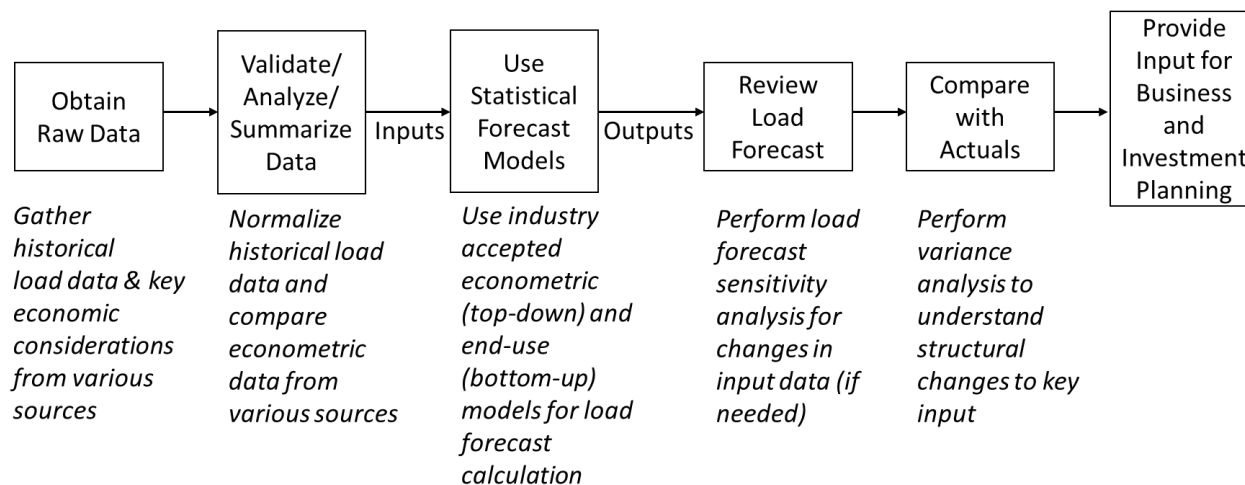 Obtain
Raw Data
Validate/
Analyze/
Summarize
Data
Inputs
Use
Statistical
Forecast
Models
Outputs
Review
Load
Forecast
Compare
with
Actuals
Provide
Input for
Business
and
Investment
Planning
Gather
historical
load data & key
economic
considerations
from various
sources
Normalize
historical load
data and
compare
econometric
data from
various sources
Use industry
accepted
econometric
(top-down) and
end-use
(bottom-up)
models for load
forecast
calculation
Perform load
forecast
sensitivity
analysis for
changes in
input data (if
needed)
Perform
variance
analysis to
understand
structural
changes to key
input